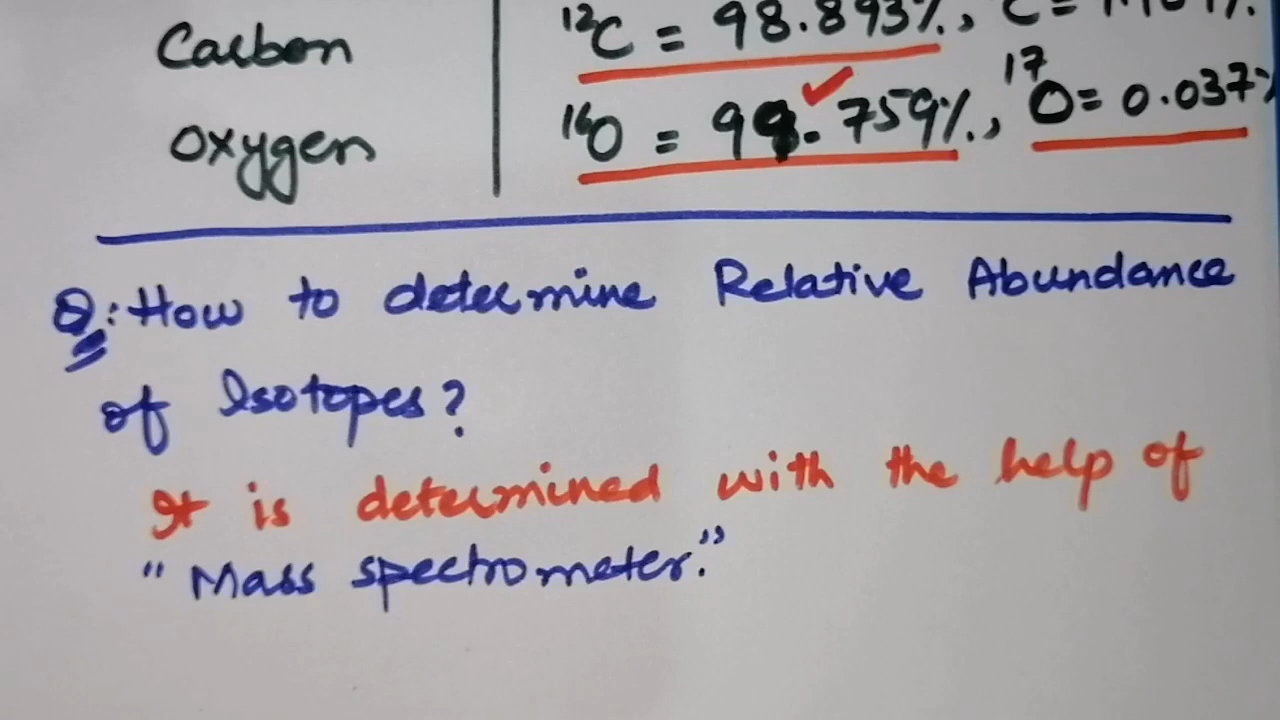 Carbon ¹²C = 98.893%,
Oxygen ¹⁶O = 99.759%., ¹⁷O = 0.037%
Q: How to determine Relative Abundance
of Isotopes?
It is determined with the help of
"Mass spectrometer."